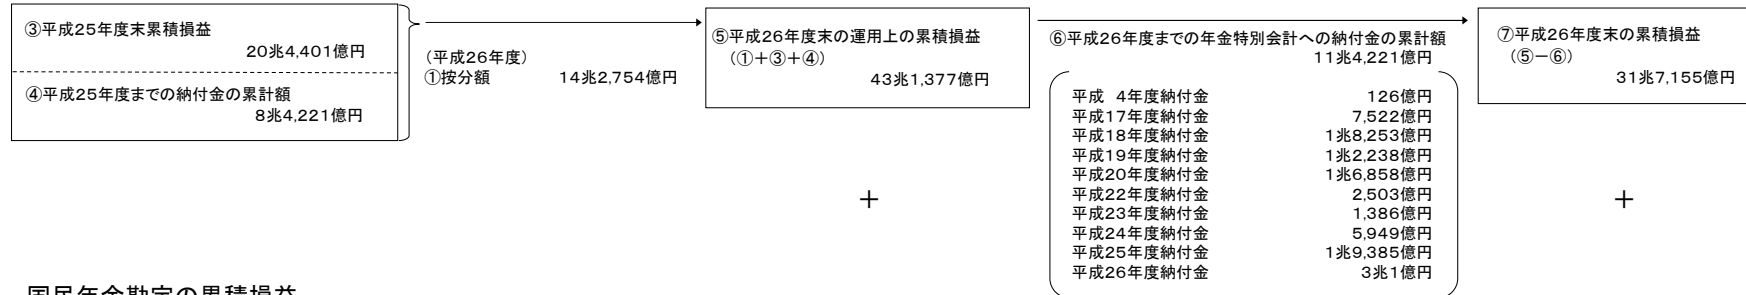 ③平成25年度末累積損益
20兆4,401億円
④平成25年度までの納付金の累計額
8兆4,221億円
(平成26年度)
①按分額 14兆2,754億円
⑤平成26年度末の運用上の累積損益
(①+③+④)
43兆1,377億円
⑥平成26年度までの年金特別会計への納付金の累計額
11兆4,221億円
平成 4年度納付金 126億円
平成17年度納付金 7,522億円
平成18年度納付金 1兆8,253億円
平成19年度納付金 1兆2,238億円
平成20年度納付金 1兆6,858億円
平成22年度納付金 2,503億円
平成23年度納付金 1,386億円
平成24年度納付金 5,949億円
平成25年度納付金 1兆9,385億円
平成26年度納付金 3兆1億円
⑦平成26年度末の累積損益
(⑤-⑥)
31兆7,155億円
+ +
国民年金勘定の累積損益